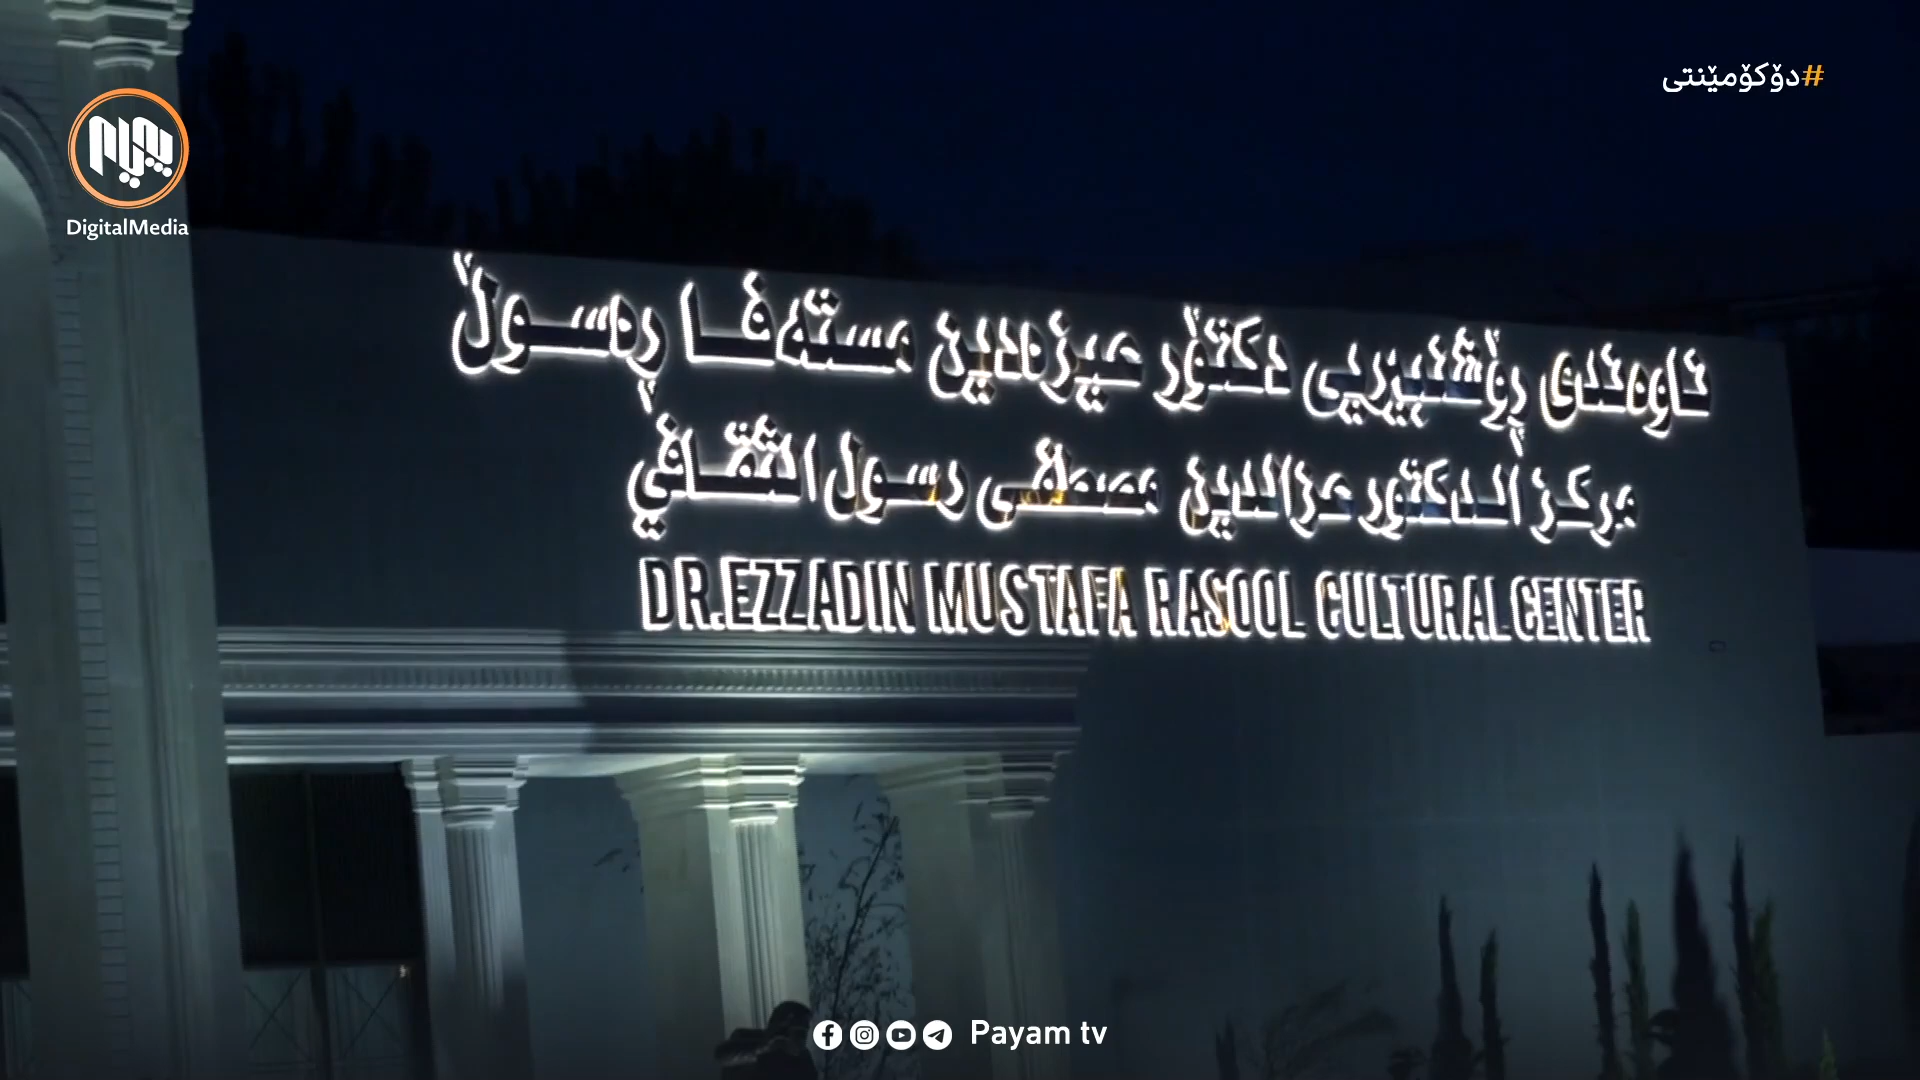 #دۆکۆمێنتی
پەیام
DigitalMedia
ناوەندی ڕۆشنبیریی دکتۆر عیزەدین مستەفا ڕەسوڵ
مركز الدكتور عزالدين مصطفى رسول الثقافي
DR.EZZADIN MUSTAFA RASOOL CULTURAL CENTER
Payam tv